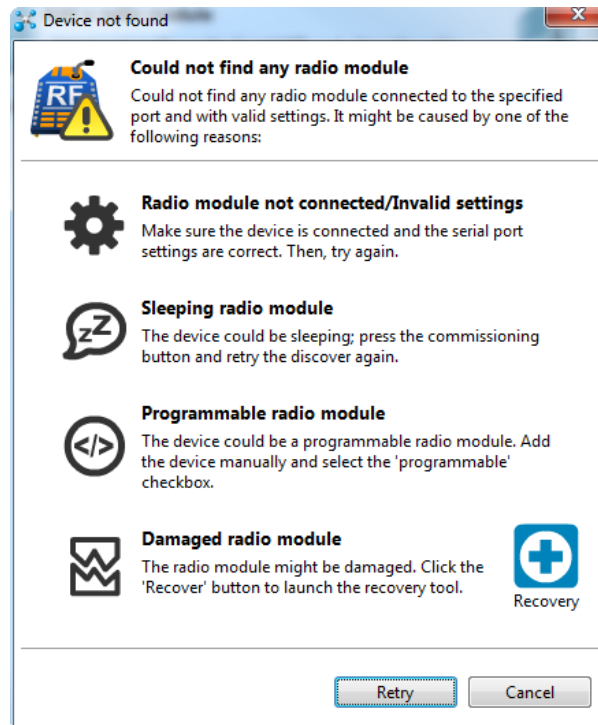 Device not found
Could not find any radio module
RF
Could not find any radio module connected to the specified
port and with valid settings. It might be caused by one of the
following reasons:
Radio module not connected/Invalid settings
Make sure the device is connected and the serial port
settings are correct. Then, try again.
Sleeping radio module
zZ
The device could be sleeping; press the commissioning
button and retry the discover again.
Programmable radio module
</>
The device could be a programmable radio module. Add
the device manually and select the 'programmable'
checkbox.
Damaged radio module
The radio module might be damaged. Click the
'Recover' button to launch the recovery tool.
Recovery
Retry
Cancel